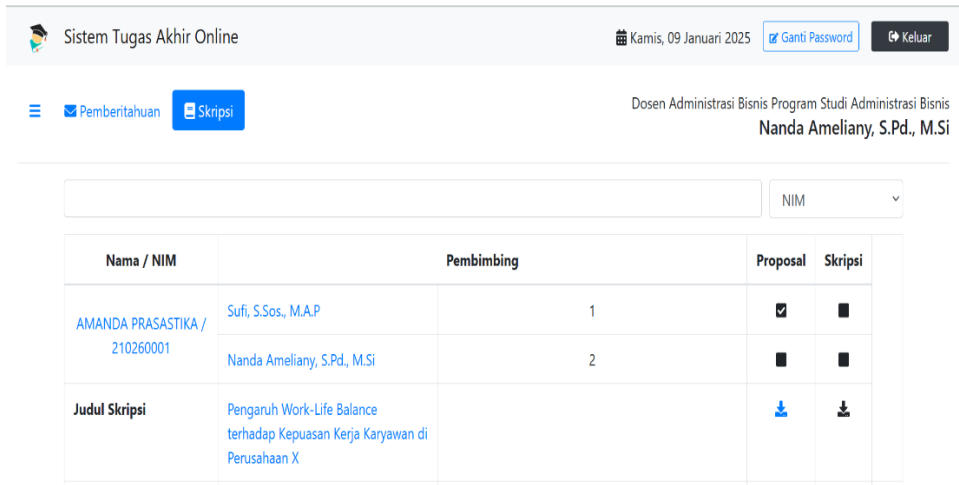 Sistem Tugas Akhir Online
Kamis, 09 Januari 2025
Ganti Password
Keluar
Pemberitahuan
Skripsi
Dosen Administrasi Bisnis Program Studi Administrasi Bisnis
Nanda Ameliany, S.Pd., M.Si
NIM
Nama / NIM
Pembimbing
Proposal
Skripsi
AMANDA PRASASTIKA /
210260001
Sufi, S.Sos., M.A.P
1
Nanda Ameliany, S.Pd., M.Si
2
Judul Skripsi
Pengaruh Work-Life Balance
terhadap Kepuasan Kerja Karyawan di
Perusahaan X